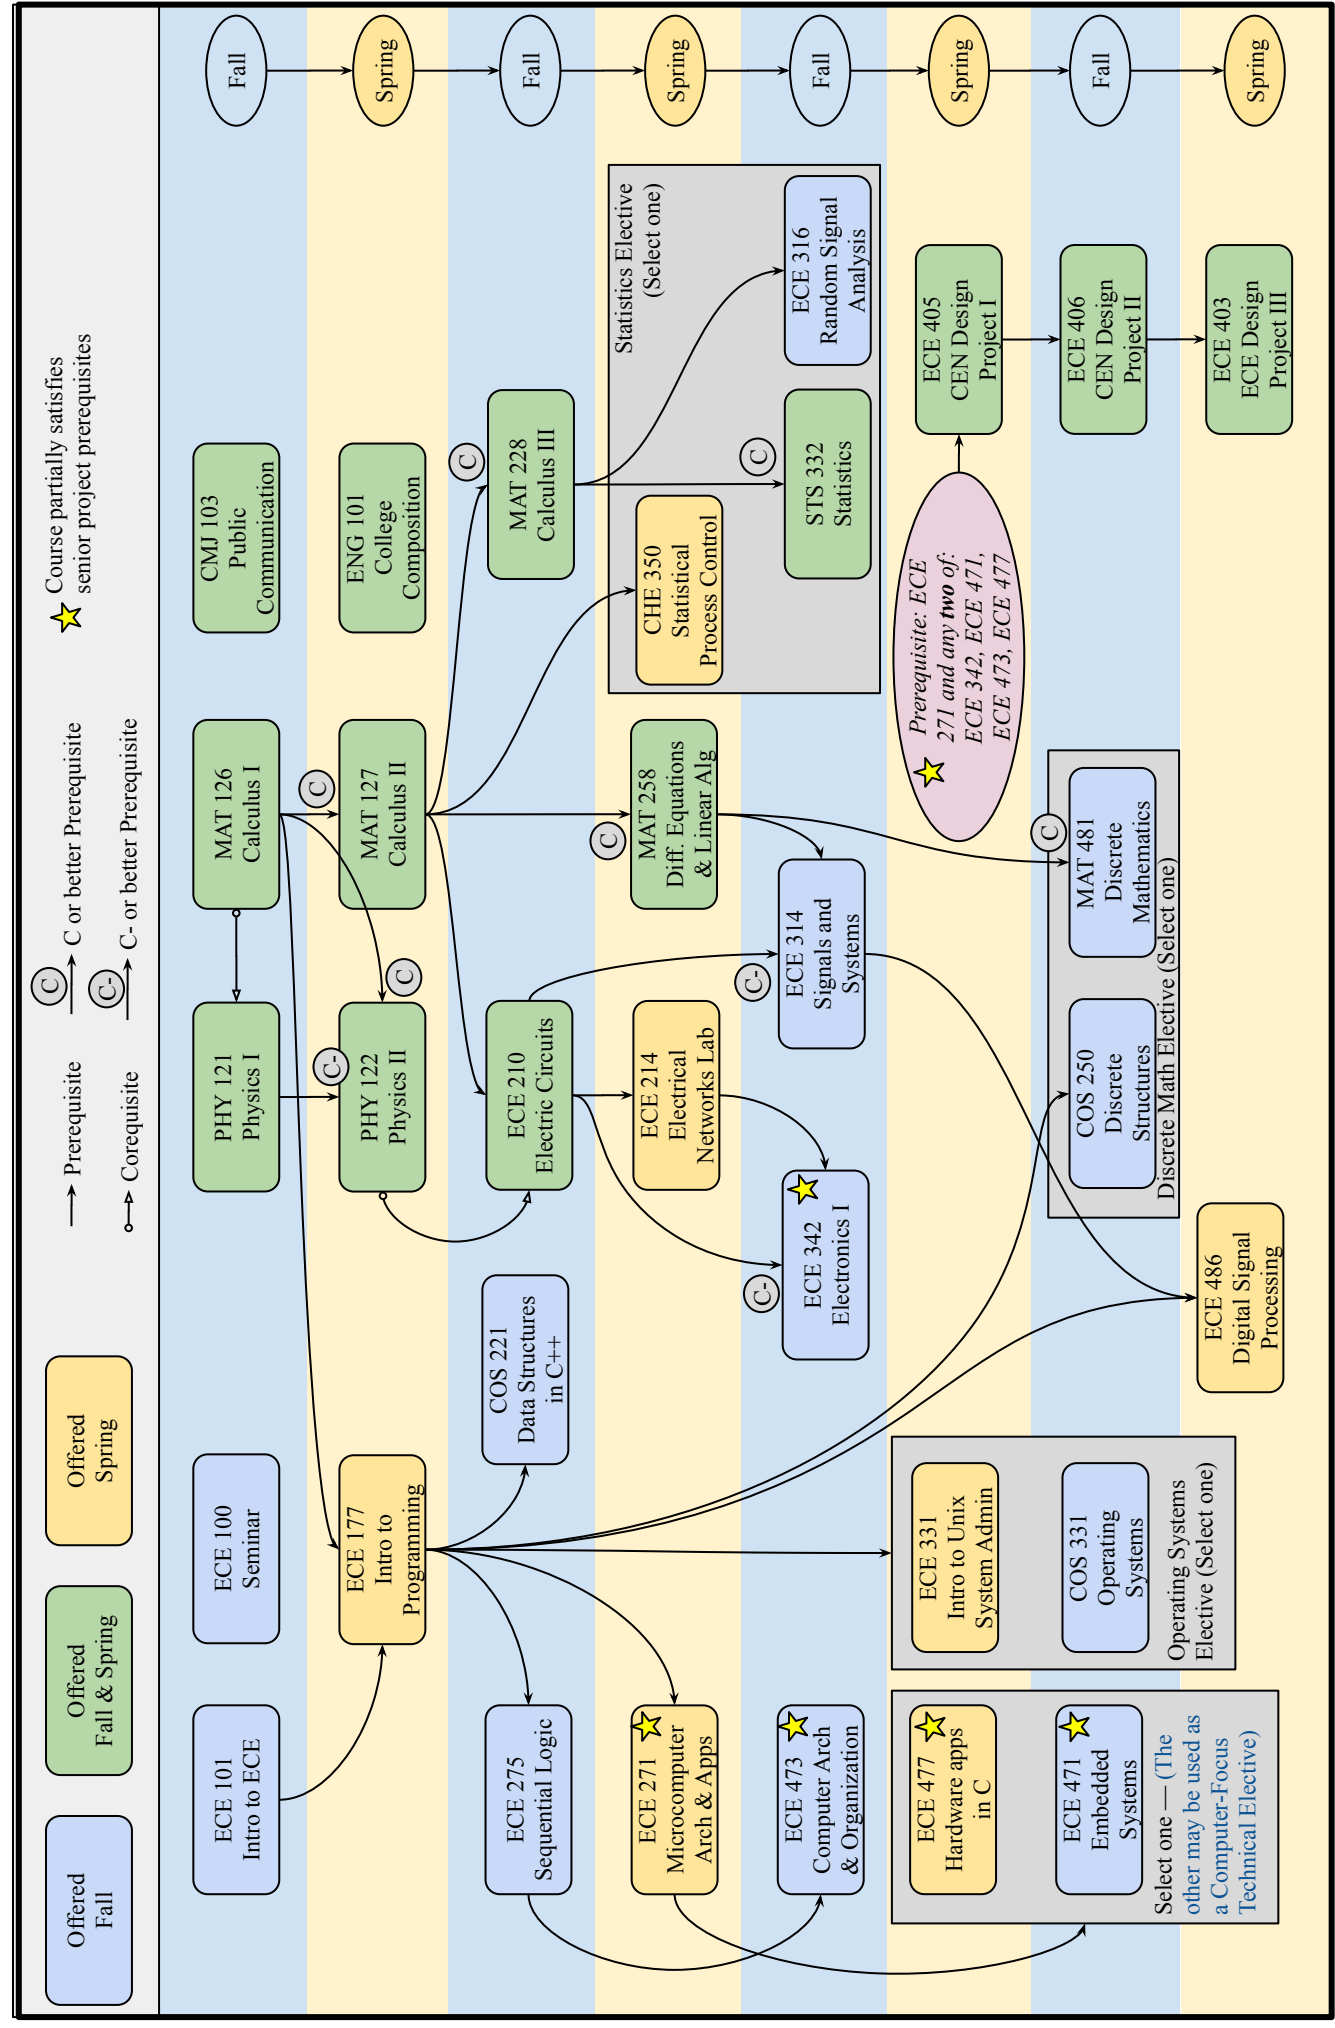 Offered
Fall
Offered
Fall & Spring
Offered
Spring
Prerequisite
Corequisite
C
C or better Prerequisite
C-
C- or better Prerequisite
Course partially satisfies
senior project prerequisites
ECE 101
Intro to ECE
ECE 100
Seminar
PHY 121
Physics I
MAT 126
Calculus I
CMJ 103
Public
Communication
Fall
ECE 177
Intro to
Programming
C-
PHY 122
Physics II
C
C
MAT 127
Calculus II
ENG 101
College
Composition
Spring
ECE 275
Sequential Logic
COS 221
Data Structures
in C++
ECE 210
Electric Circuits
C
MAT 228
Calculus III
Fall
ECE 271
Microcomputer
Arch & Apps
ECE 214
Electrical
Networks Lab
C
MAT 258
Diff. Equations
& Linear Alg
Statistics Elective
(Select one)
CHE 350
Statistical
Process Control
Spring
ECE 473
Computer Arch
& Organization
C-
ECE 342
Electronics I
C-
ECE 314
Signals and
Systems
C
STS 332
Statistics
ECE 316
Random Signal
Analysis
Fall
ECE 477
Hardware apps
in C
ECE 331
Intro to Unix
System Admin
Prerequisite: ECE
271 and any two of:
ECE 342, ECE 471,
ECE 473, ECE 477
ECE 405
CEN Design
Project I
Spring
ECE 471
Embedded
Systems
Select one — (The
other may be used as
a Computer-Focus
Technical Elective)
COS 331
Operating
Systems
Operating Systems
Elective (Select one)
COS 250
Discrete
Structures
C
MAT 481
Discrete
Mathematics
Discrete Math Elective (Select one)
ECE 406
CEN Design
Project II
Fall
ECE 486
Digital Signal
Processing
ECE 403
ECE Design
Project III
Spring